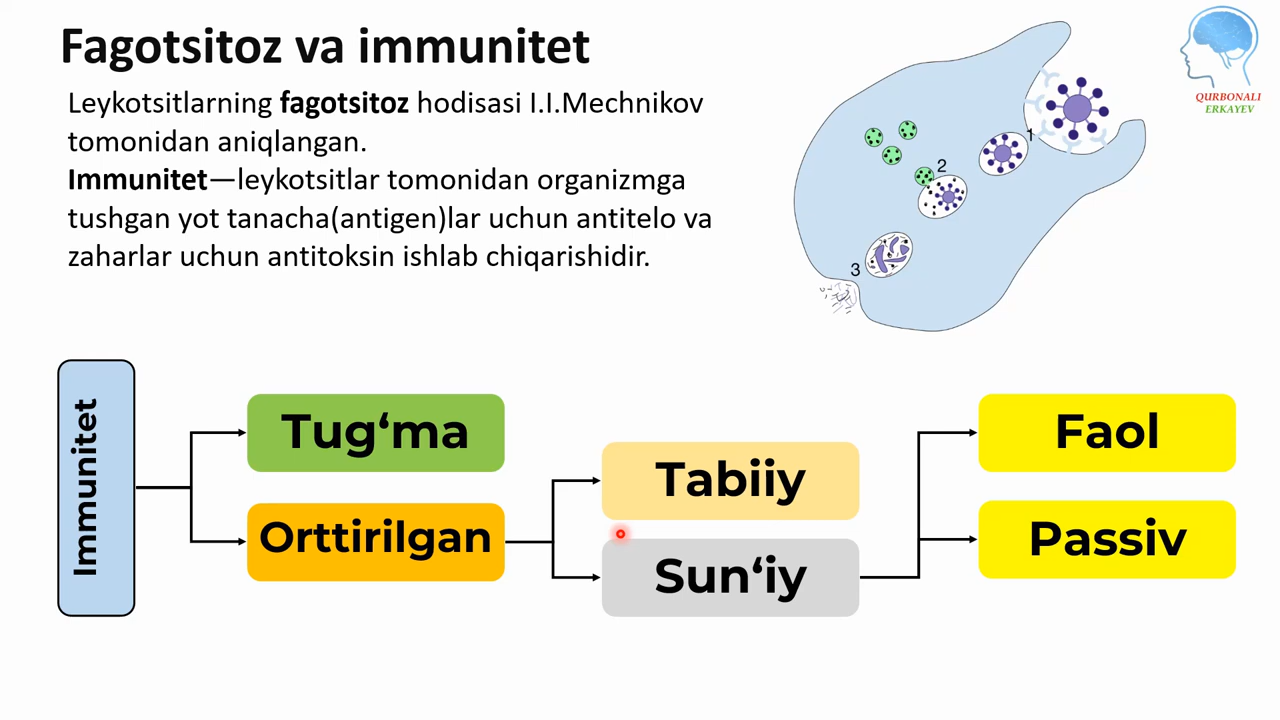 Fagotsitoz va immunitet
QURBONALI
ERKAYEV
Leykotsitlarning fagotsitoz hodisasi I.I.Mechnikov
tomonidan aniqlangan.
Immunitet—leykotsitlar tomonidan organizmga
tushgan yot tanacha(antigen)lar uchun antitelo va
zaharlar uchun antitoksin ishlab chiqarishidir.
1
2
3
Immunitet
Tug‘ma
Orttirilgan
Tabiiy
Sun‘iy
Faol
Passiv